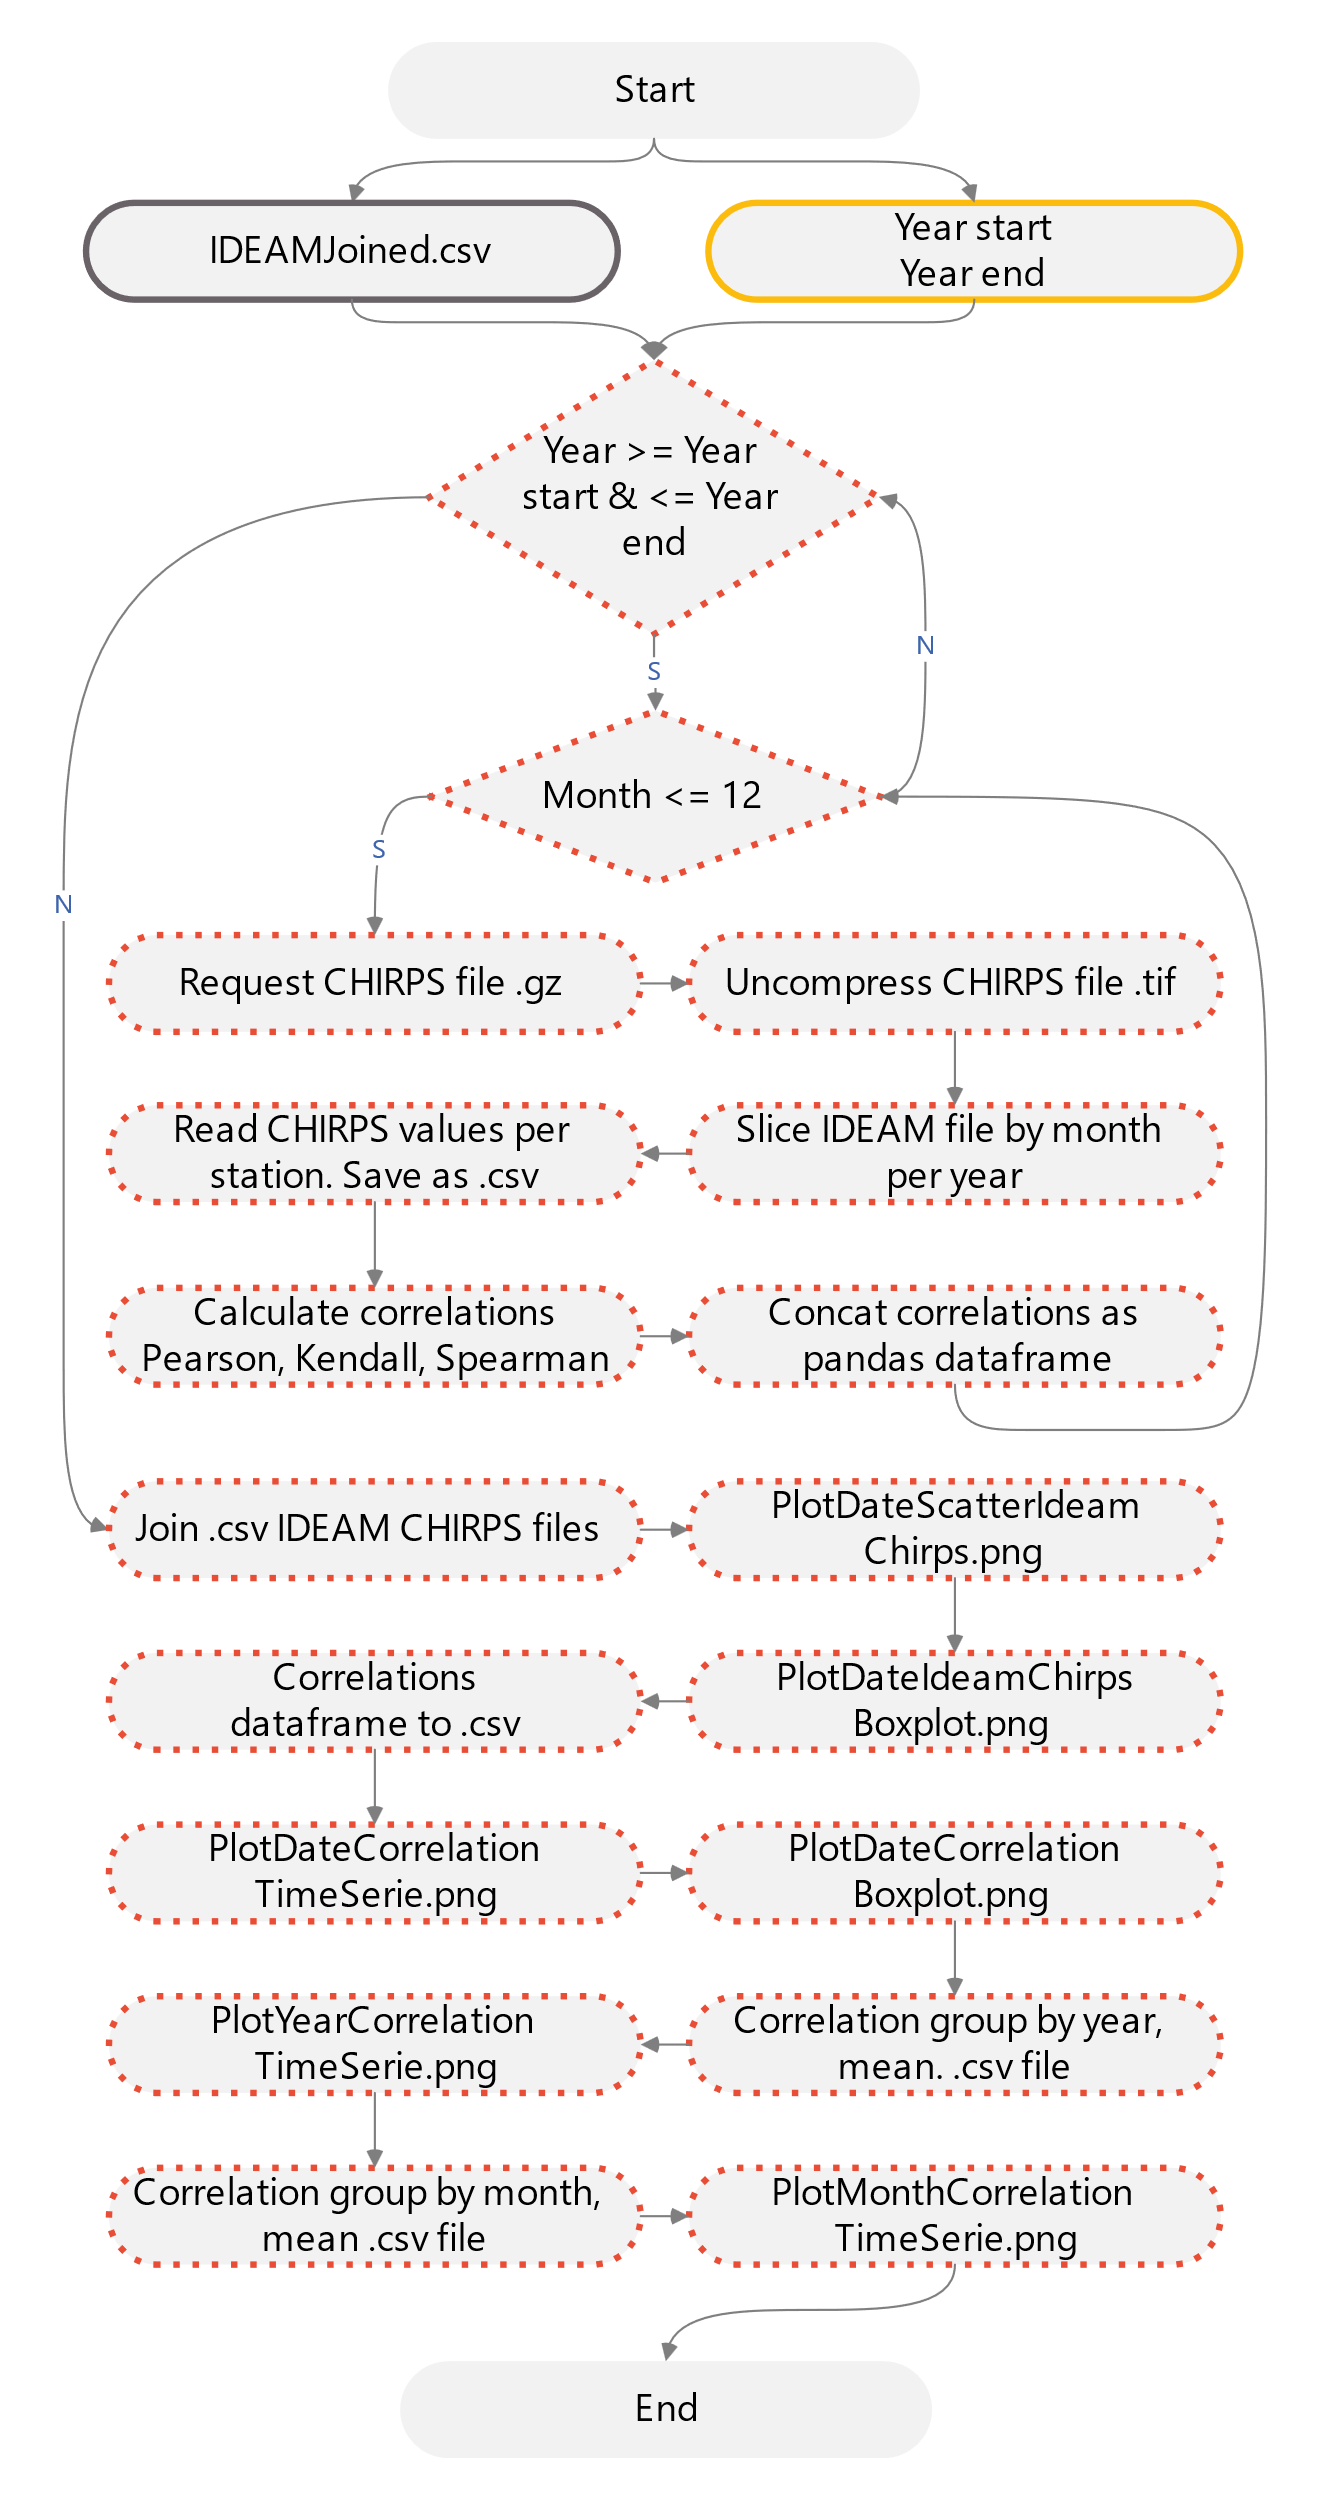 Start
IDEAMJoined.csv
Year start
Year end
Year >= Year
start & <= Year
end
S
N
Month <= 12
S
N
Request CHIRPS file .gz
Uncompress CHIRPS file .tif
Slice IDEAM file by month
per year
Read CHIRPS values per
station. Save as .csv
Calculate correlations
Pearson, Kendall, Spearman
Concat correlations as
pandas dataframe
Join .csv IDEAM CHIRPS files
PlotDateScatterIdeam
Chirps.png
PlotDateIdeamChirps
Boxplot.png
Correlations
dataframe to .csv
PlotDateCorrelation
TimeSerie.png
PlotDateCorrelation
Boxplot.png
Correlation group by year,
mean. .csv file
PlotYearCorrelation
TimeSerie.png
Correlation group by month,
mean .csv file
PlotMonthCorrelation
TimeSerie.png
End